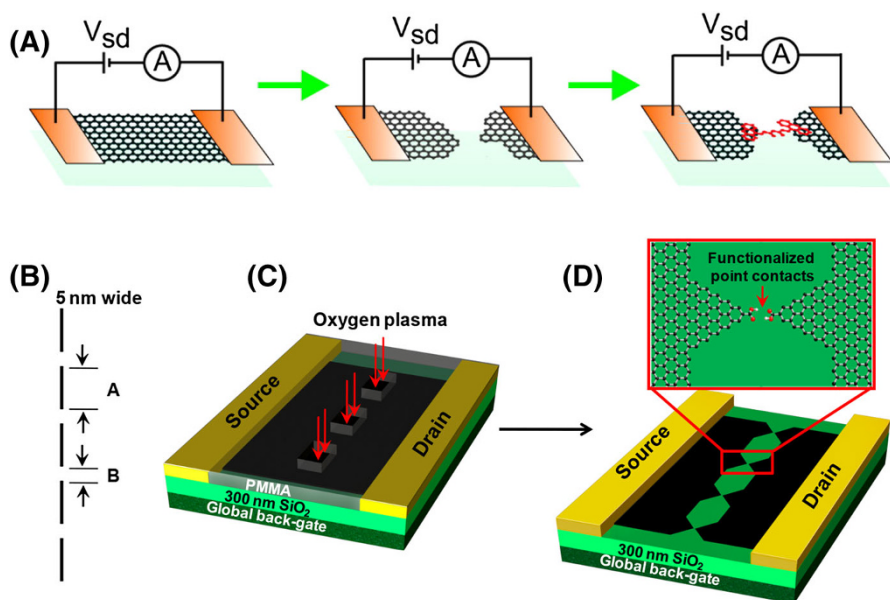 (A)
Vsd
A
Vsd
A
Vsd
A
(B)
5 nm wide
A
B
(C)
Oxygen plasma
Source
Drain
PMMA
300 nm SiO₂
Global back-gate
(D)
Functionalized
point contacts
Source
Drain
300 nm SiO₂
Global back-gate